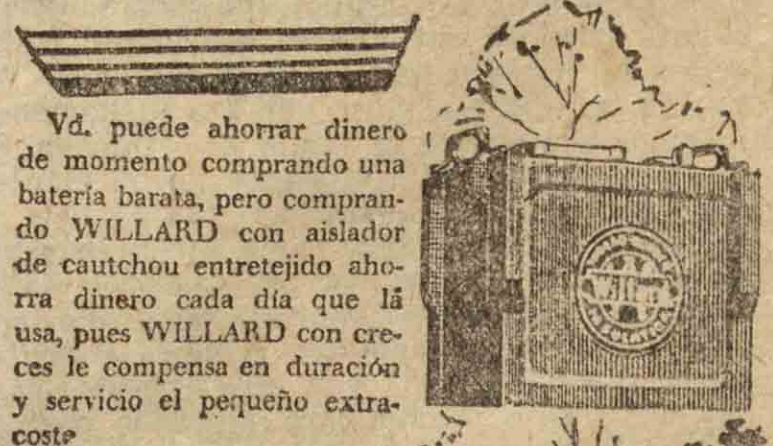 Vd. puede ahorrar dinero
de momento comprando una
batería barata, pero compran-
do WILLARD con aislador
de cautchou entretejido aho-
rra dinero cada día que la
usa, pues WILLARD con cre-
ces le compensa en duración
y servicio el pequeño extra-
coste